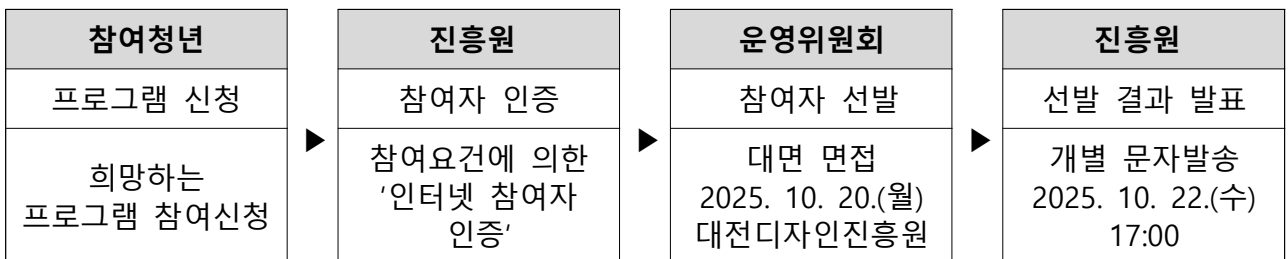 참여청년
프로그램 신청
희망하는
프로그램 참여신청
▶
진흥원
참여자 인증
참여요건에 의한
'인터넷 참여자
인증'
▶
운영위원회
참여자 선발
대면 면접
2025. 10. 20.(월)
대전디자인진흥원
▶
진흥원
선발 결과 발표
개별 문자발송
2025. 10. 22.(수)
17:00